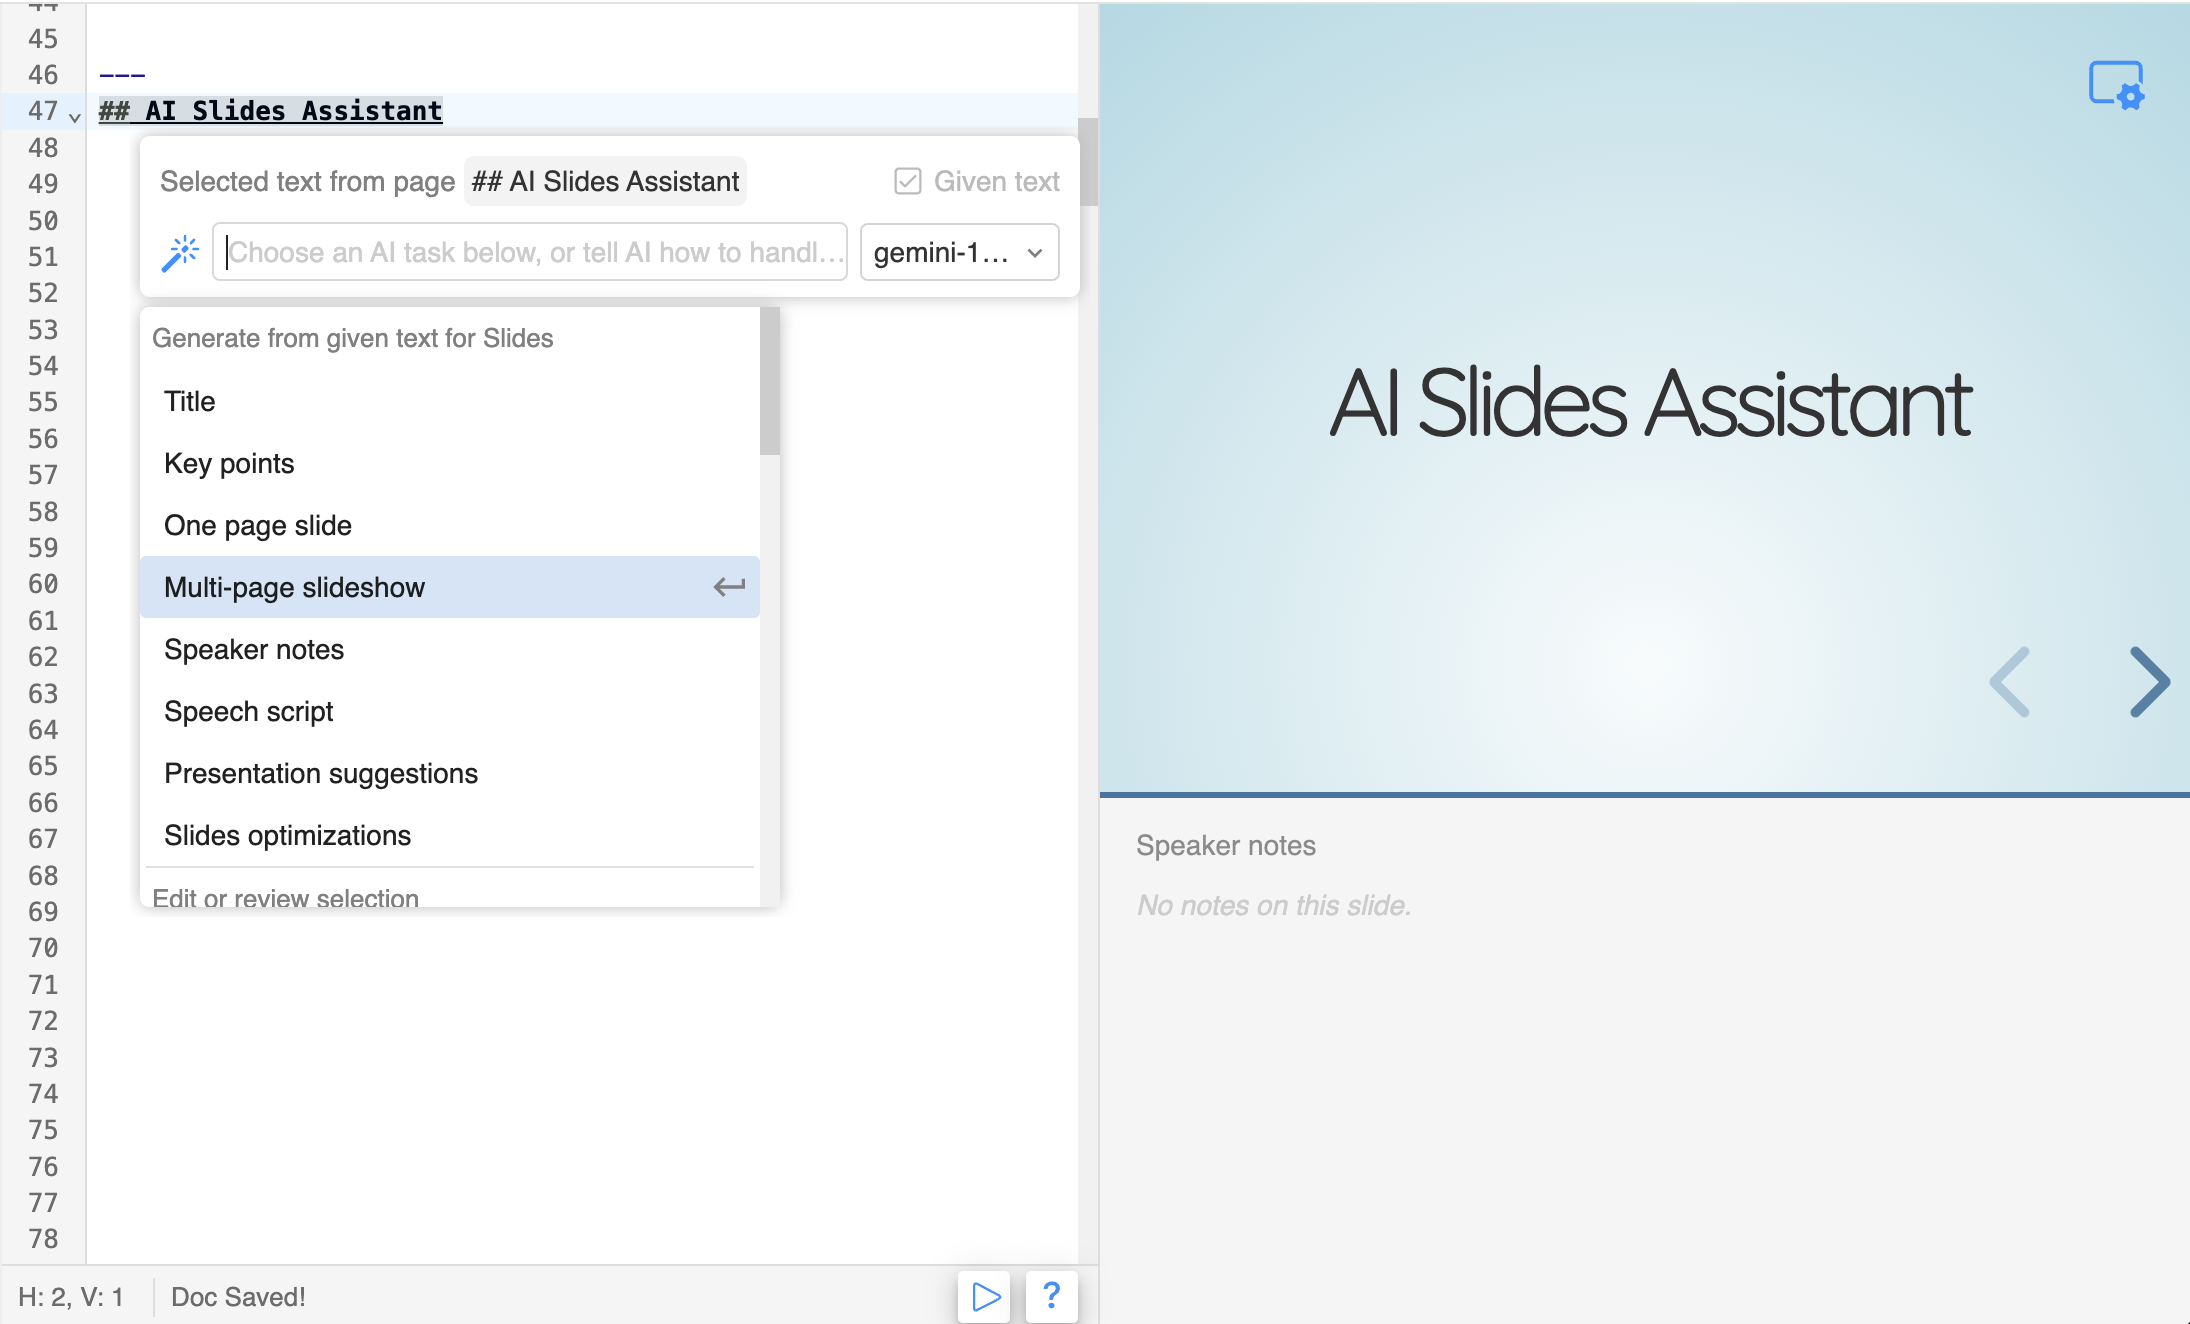 44
45
46 ---
47 ## AI Slides Assistant
48
Selected text from page ## AI Slides Assistant Given text
49
50
Choose an AI task below, or tell AI how to handl... gemini-1...
51
52
53
Generate from given text for Slides
54
55
Title
56
Key points
57
58
One page slide
59
60
Multi-page slideshow
61
62
Speaker notes
63
64
Speech script
65
Presentation suggestions
66
67
Slides optimizations
68
Edit or review selection
69
70
71
72
73
74
75
76
77
78
H: 2, V: 1 Doc Saved! ?
AI Slides Assistant
Speaker notes
No notes on this slide.